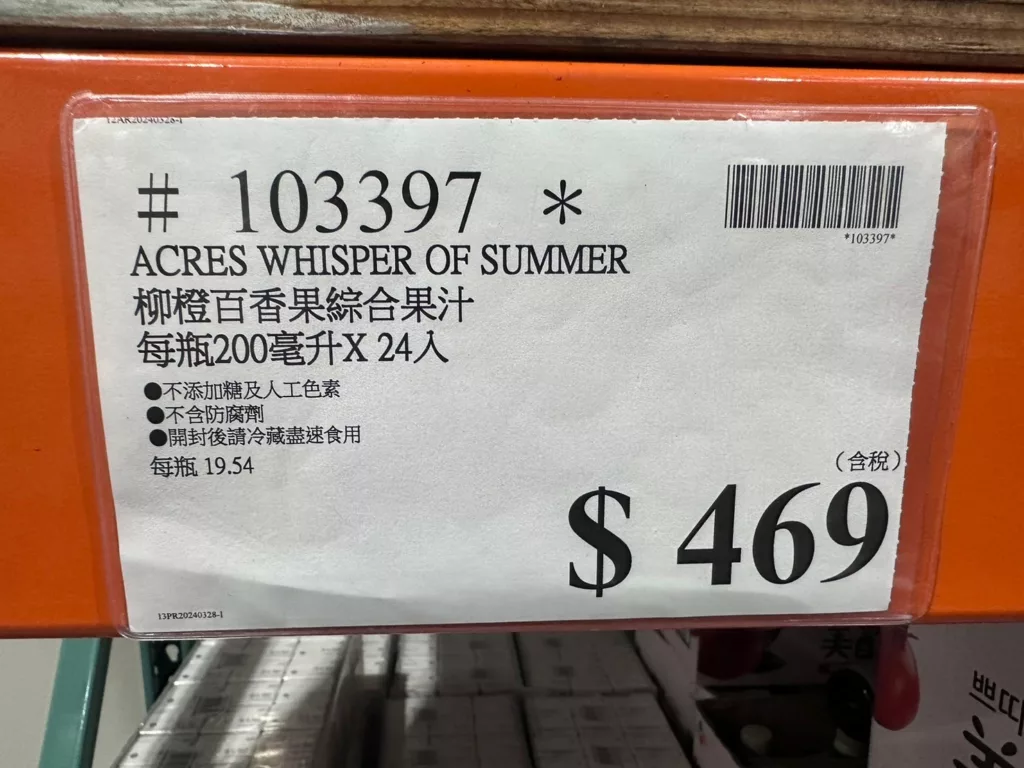 12AR20240328-1
# 103397 *
*103397*
ACRES WHISPER OF SUMMER
柳橙百香果綜合果汁
每瓶200毫升X 24入
●不添加糖及人工色素
●不含防腐劑
●開封後請冷藏盡速食用
每瓶 19.54
(含稅)
$ 469
13PR20240328-1